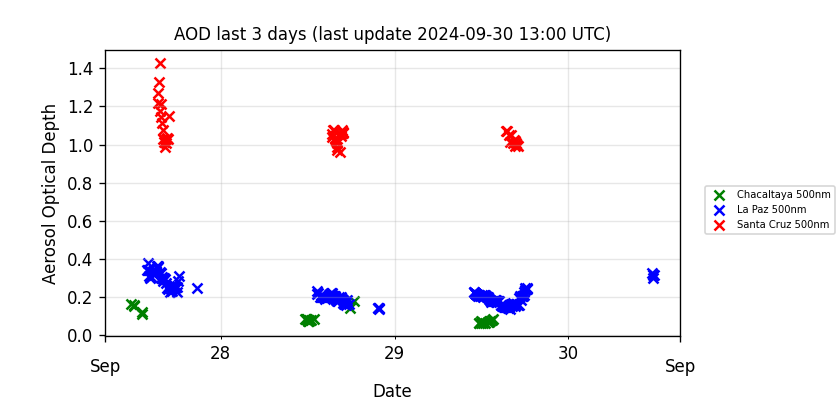 AOD last 3 days (last update 2024-09-30 13:00 UTC)
Aerosol Optical Depth
1.4
1.2
1.0
0.8
0.6
0.4
0.2
0.0
28
29
30
Sep
Sep
Date
Chacaltaya 500nm
La Paz 500nm
Santa Cruz 500nm